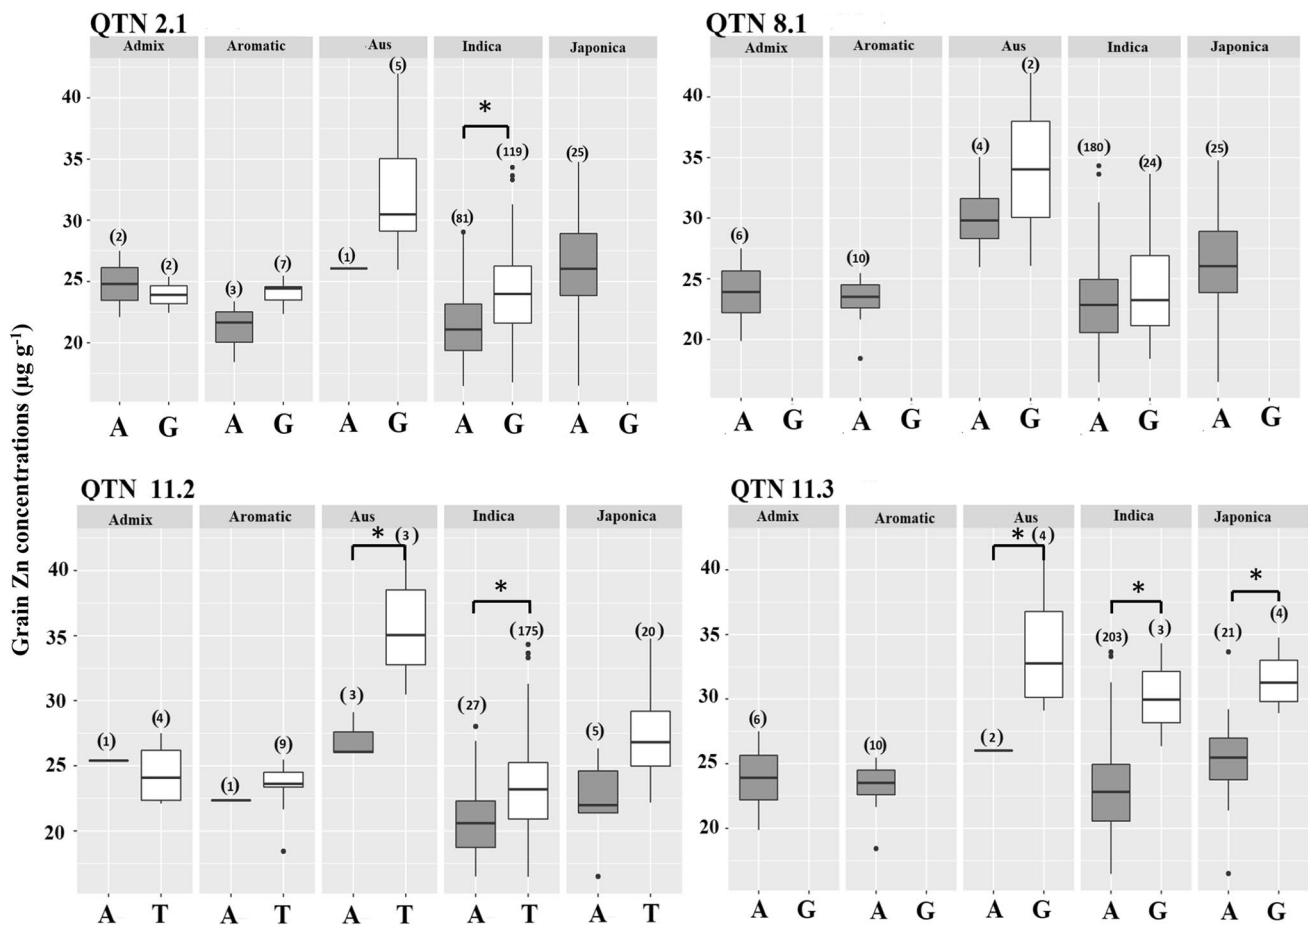 QTN 2.1
Admix Aromatic Aus Indica Japonica
40
35
30
25
20
(2) (2) (3) (7) (1) (5) (81) (119) (25)
*
A G A G A G A G A G
QTN 8.1
Admix Aromatic Aus Indica Japonica
40
35
30
25
20
(6) (10) (4) (2) (180) (24) (25)
A G A G A G A G A G
Grain Zn concentrations (μg g-1)
QTN 11.2
Admix Aromatic Aus Indica Japonica
40
35
30
25
20
(1) (4) (1) (9) (3) (3) (27) (175) (5) (20)
* *
A T A T A T A T A T
QTN 11.3
Admix Aromatic Aus Indica Japonica
40
35
30
25
20
(6) (10) (2) (4) (203) (3) (21) (4)
* * *
A G A G A G A G A G